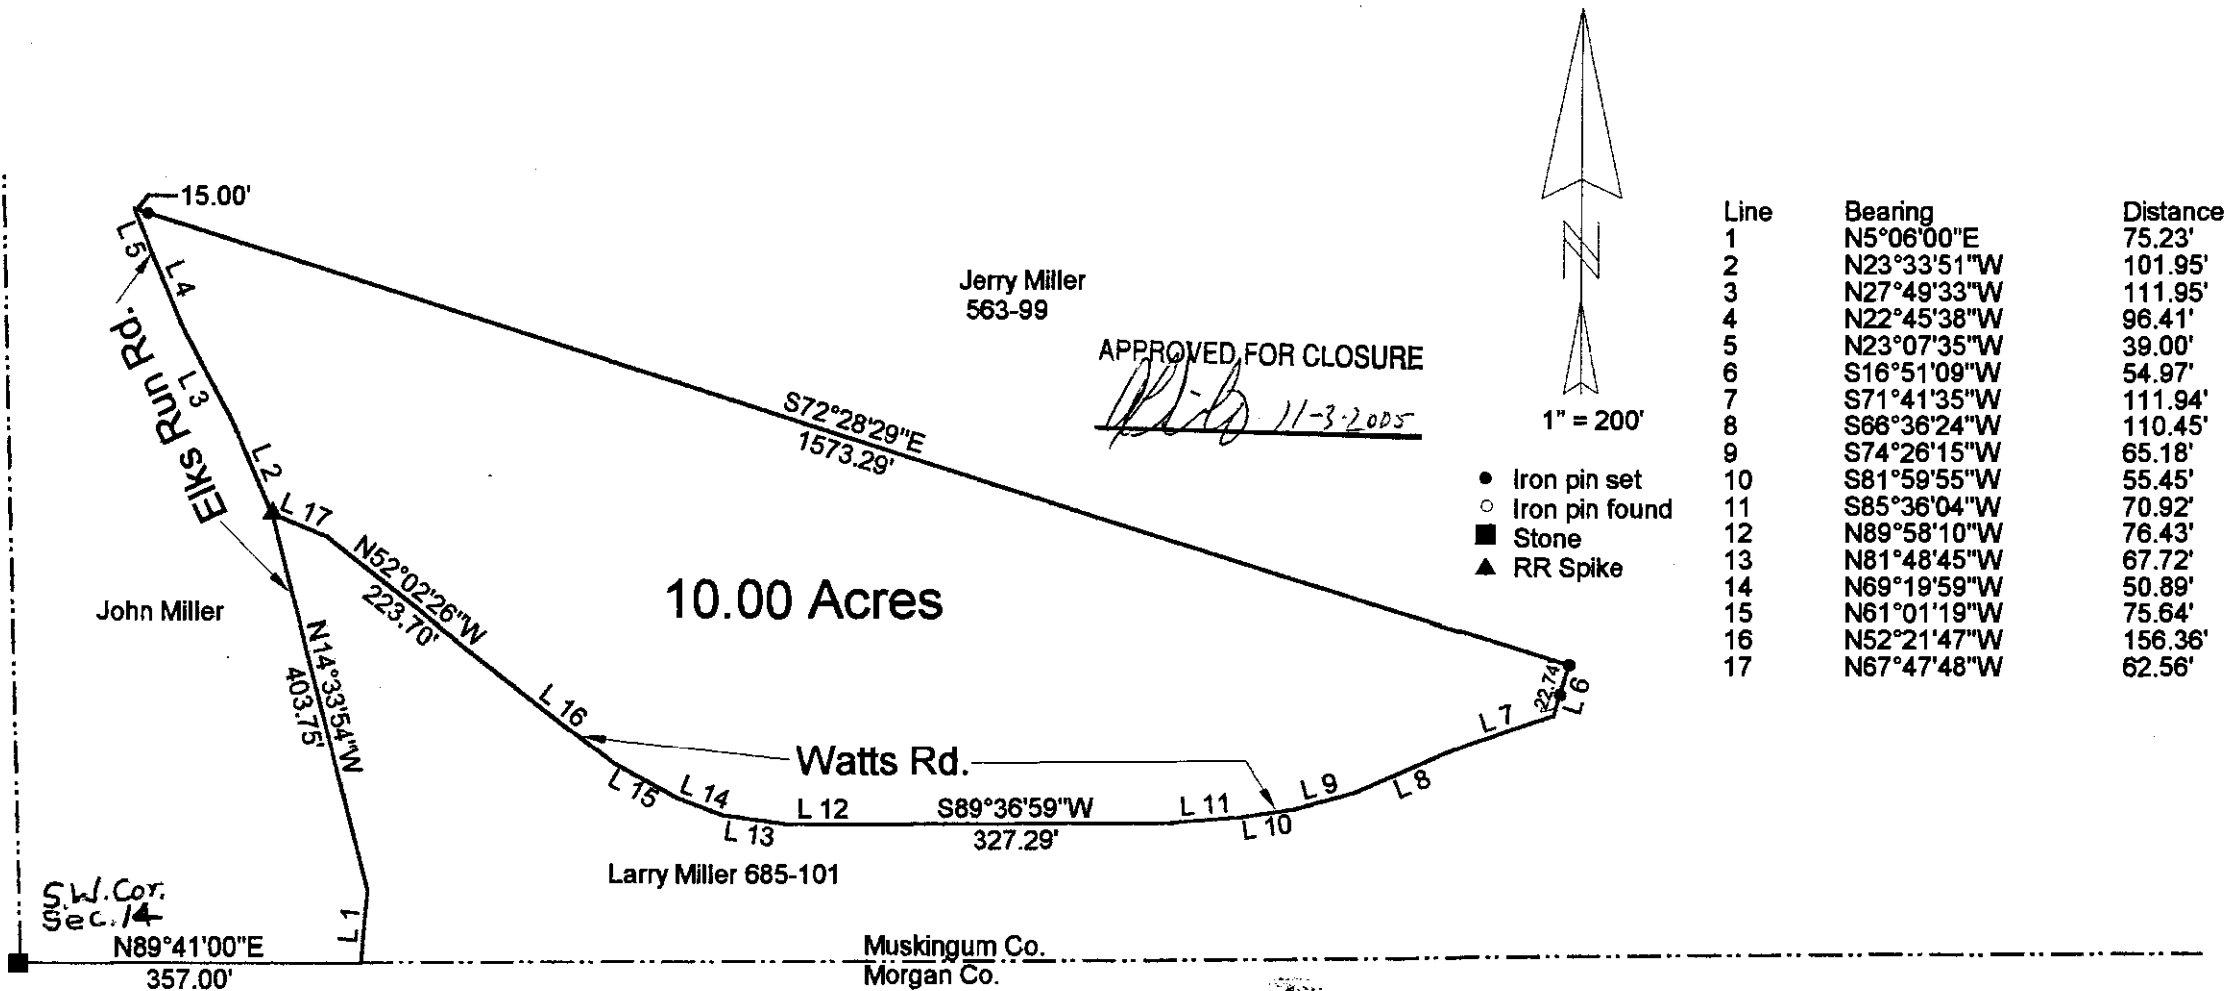 15.00'
L 5
L 4
L 3
L 2
L 17
Elks Run Rd.
John Miller
N14°33'54"W
403.75'
L 1
S.W. Cor.
Sec. 14
N89°41'00"E
357.00'
N52°02'26"W
223.70'
L 16
L 15
L 14
L 13
L 12
S89°36'59"W
327.29'
L 11
L 10
L 9
L 8
L 7
L 6
22.74'
Watts Rd.
10.00 Acres
S72°28'29"E
1573.29'
Jerry Miller
563-99
APPROVED FOR CLOSURE
11-3-2005
Larry Miller 685-101
Muskingum Co.
Morgan Co.
N
1" = 200'
Iron pin set
Iron pin found
Stone
RR Spike
Line Bearing Distance
1 N5°06'00"E 75.23'
2 N23°33'51"W 101.95'
3 N27°49'33"W 111.95'
4 N22°45'38"W 96.41'
5 N23°07'35"W 39.00'
6 S16°51'09"W 54.97'
7 S71°41'35"W 111.94'
8 S66°36'24"W 110.45'
9 S74°26'15"W 65.18'
10 S81°59'55"W 55.45'
11 S85°36'04"W 70.92'
12 N89°58'10"W 76.43'
13 N81°48'45"W 67.72'
14 N69°19'59"W 50.89'
15 N61°01'19"W 75.64'
16 N52°21'47"W 156.36'
17 N67°47'48"W 62.56'